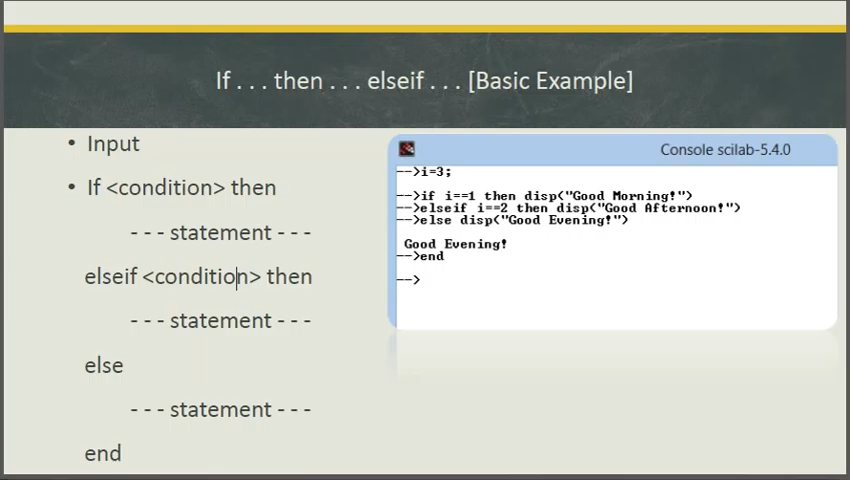 If . . . then . . . elseif . . . [Basic Example]
• Input
• If <condition> then
- - - statement - - -
elseif <condition> then
- - - statement - - -
else
- - - statement - - -
end
Console scilab-5.4.0
-->i=3;
-->if i==1 then disp("Good Morning!")
-->elseif i==2 then disp("Good Afternoon!")
-->else disp("Good Evening!")
Good Evening!
-->end
-->